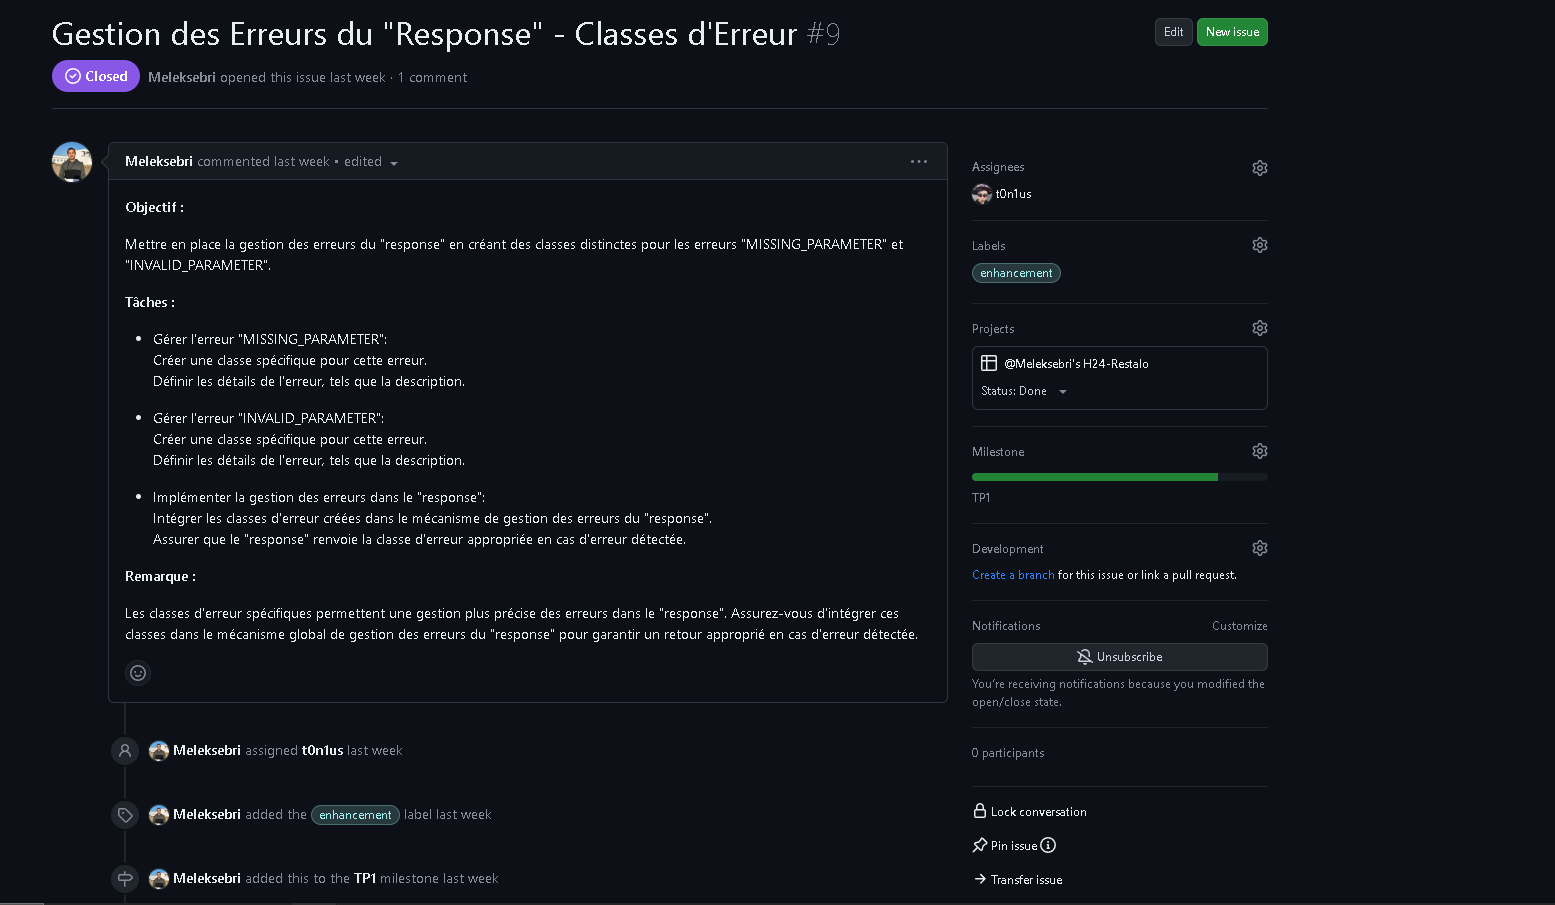 Gestion des Erreurs du "Response" - Classes d'Erreur #9
Edit
New issue
Closed
Meleksebri opened this issue last week · 1 comment
Meleksebri commented last week • edited
Objectif :
Mettre en place la gestion des erreurs du "response" en créant des classes distinctes pour les erreurs "MISSING_PARAMETER" et
"INVALID_PARAMETER".
Tâches :
• Gérer l'erreur "MISSING_PARAMETER":
Créer une classe spécifique pour cette erreur.
Définir les détails de l'erreur, tels que la description.
• Gérer l'erreur "INVALID_PARAMETER":
Créer une classe spécifique pour cette erreur.
Définir les détails de l'erreur, tels que la description.
• Implémenter la gestion des erreurs dans le "response":
Intégrer les classes d'erreur créées dans le mécanisme de gestion des erreurs du "response".
Assurer que le "response" renvoie la classe d'erreur appropriée en cas d'erreur détectée.
Remarque :
Les classes d'erreur spécifiques permettent une gestion plus précise des erreurs dans le "response". Assurez-vous d'intégrer ces
classes dans le mécanisme global de gestion des erreurs du "response" pour garantir un retour approprié en cas d'erreur détectée.
Meleksebri assigned t0n1us last week
Meleksebri added the enhancement label last week
Meleksebri added this to the TP1 milestone last week
Assignees
t0n1us
Labels
enhancement
Projects
@Meleksebri's H24-Restalo
Status: Done
Milestone
TP1
Development
Create a branch for this issue or link a pull request.
Notifications
Customize
Unsubscribe
You're receiving notifications because you modified the
open/close state.
0 participants
Lock conversation
Pin issue
Transfer issue